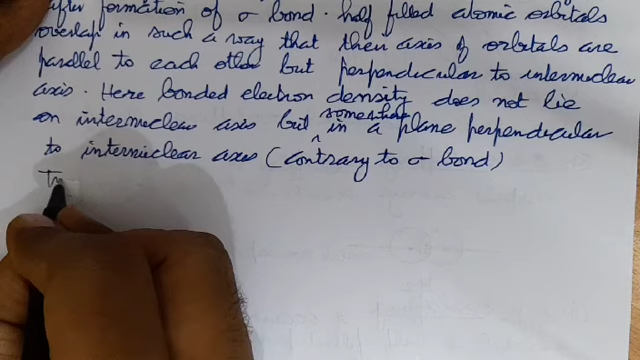 After formation of σ bond. half filled atomic orbitals
overlap in such a way that then axis of orbitals are
parallel to each other but perpendicular to internuclear
axis. Here bonded electron density does not lie
on internuclear axis but somewhat in a plane perpendicular
to internuclear axes (contrary to σ bond)